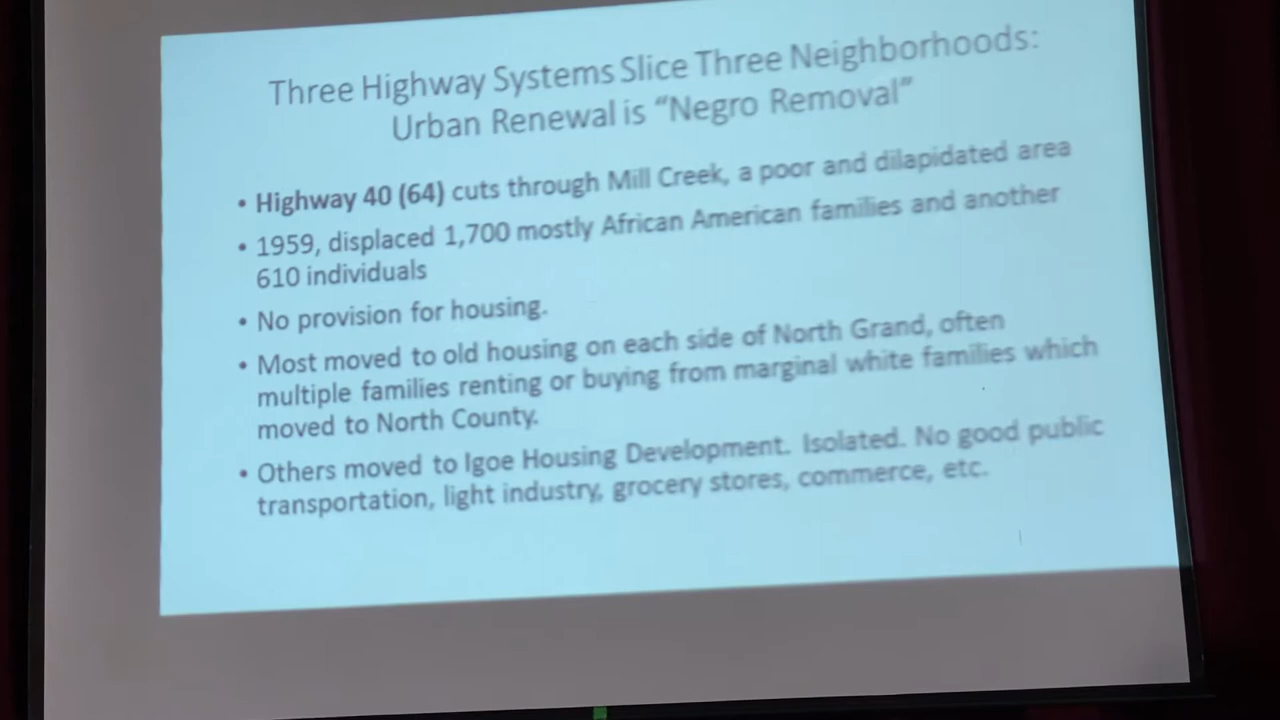 Three Highway Systems Slice Three Neighborhoods:
Urban Renewal is “Negro Removal”
• Highway 40 (64) cuts through Mill Creek, a poor and dilapidated area
• 1959, displaced 1,700 mostly African American families and another
610 individuals
• No provision for housing.
• Most moved to old housing on each side of North Grand, often
multiple families renting or buying from marginal white families which
moved to North County.
• Others moved to Igoe Housing Development. Isolated. No good public
transportation, light industry, grocery stores, commerce, etc.